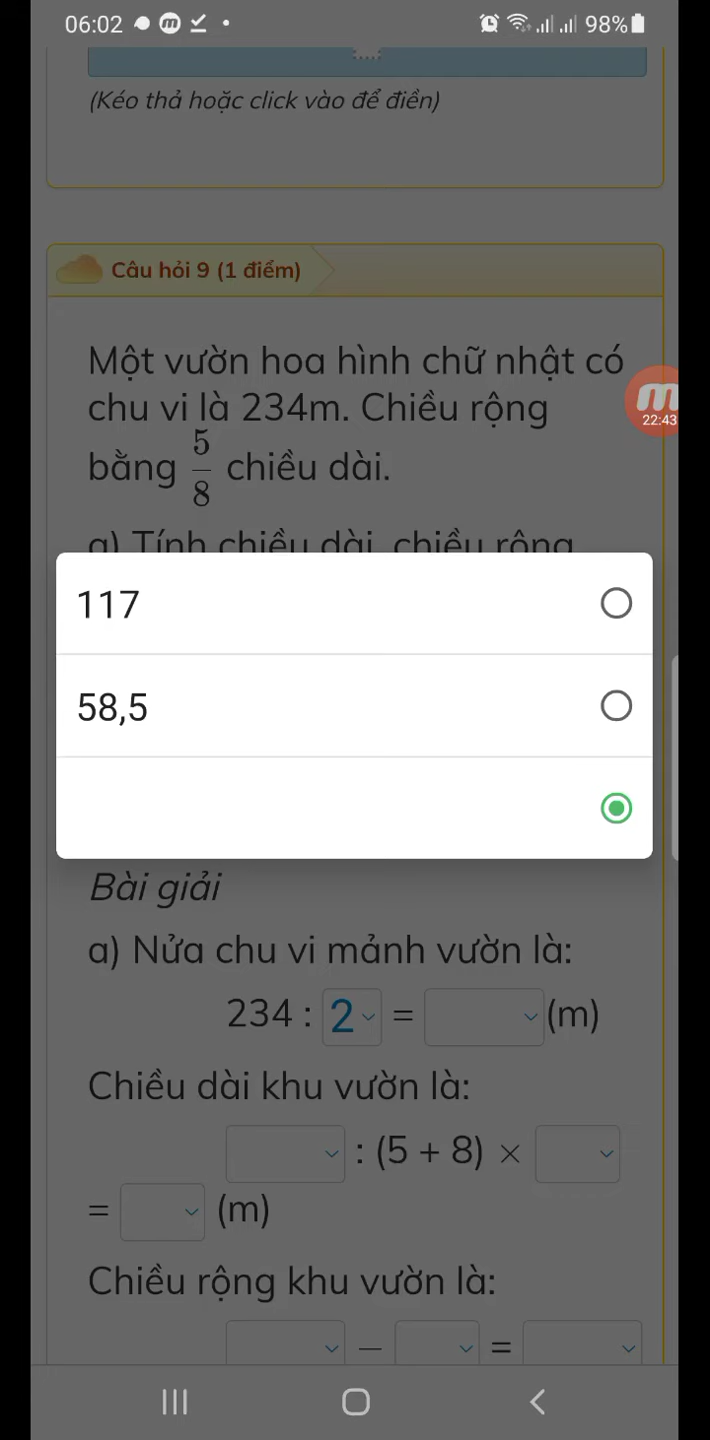 06:02 98%
(Kéo thả hoặc click vào để điền)
Câu hỏi 9 (1 điểm)
Một vườn hoa hình chữ nhật có
chu vi là 234m. Chiều rộng
bằng 5/8 chiều dài.
22:43
a) Tính chiều dài, chiều rộng
117
58,5
Bài giải
a) Nửa chu vi mảnh vườn là:
234 : 2 = (m)
Chiều dài khu vườn là:
: (5 + 8) ×
= (m)
Chiều rộng khu vườn là:
− =